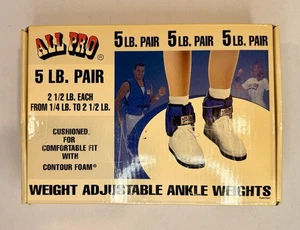 ALL PRO®
5 LB. PAIR 5 LB. PAIR 5 LB. PAIR
5 LB. PAIR
2 1/2 LB. EACH
FROM 1/4 LB. TO 2 1/2 LB.
CUSHIONED
FOR
COMFORTABLE FIT
WITH
CONTOUR FOAM®
WEIGHT ADJUSTABLE ANKLE WEIGHTS